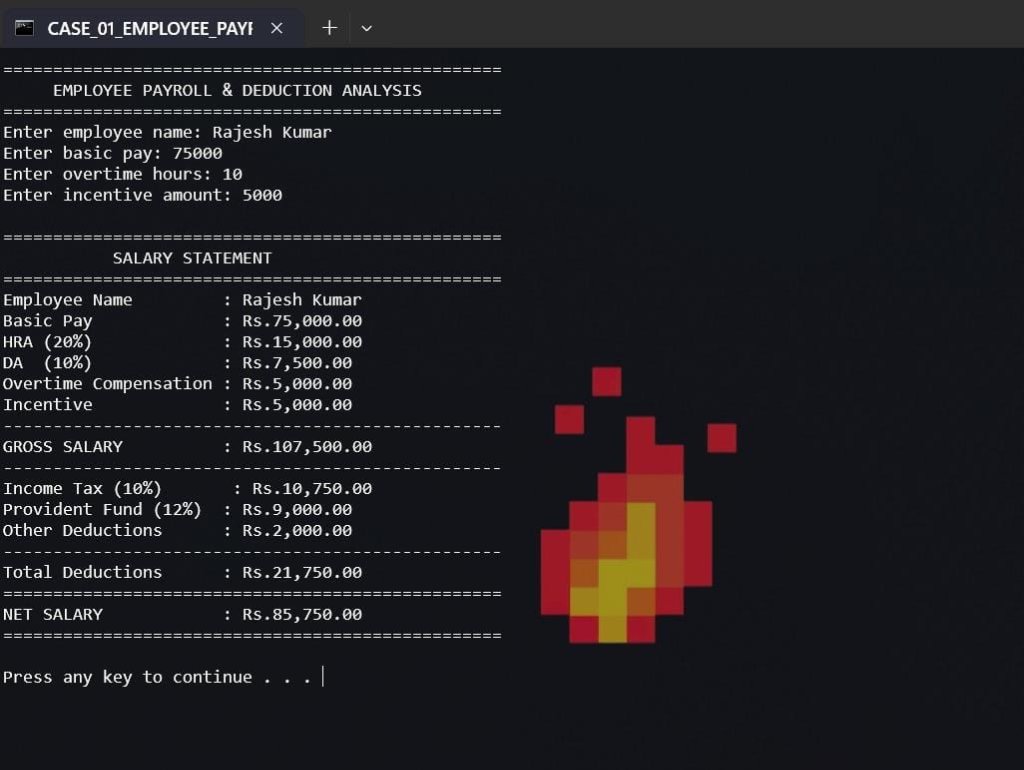 CASE_01_EMPLOYEE_PAYR
==================================================
     EMPLOYEE PAYROLL & DEDUCTION ANALYSIS
==================================================
Enter employee name: Rajesh Kumar
Enter basic pay: 75000
Enter overtime hours: 10
Enter incentive amount: 5000

==================================================
           SALARY STATEMENT
==================================================
Employee Name         : Rajesh Kumar
Basic Pay             : Rs.75,000.00
HRA (20%)             : Rs.15,000.00
DA  (10%)             : Rs.7,500.00
Overtime Compensation : Rs.5,000.00
Incentive             : Rs.5,000.00
--------------------------------------------------
GROSS SALARY          : Rs.107,500.00
--------------------------------------------------
Income Tax (10%)       : Rs.10,750.00
Provident Fund (12%)  : Rs.9,000.00
Other Deductions      : Rs.2,000.00
--------------------------------------------------
Total Deductions      : Rs.21,750.00
==================================================
NET SALARY            : Rs.85,750.00
==================================================

Press any key to continue . . .